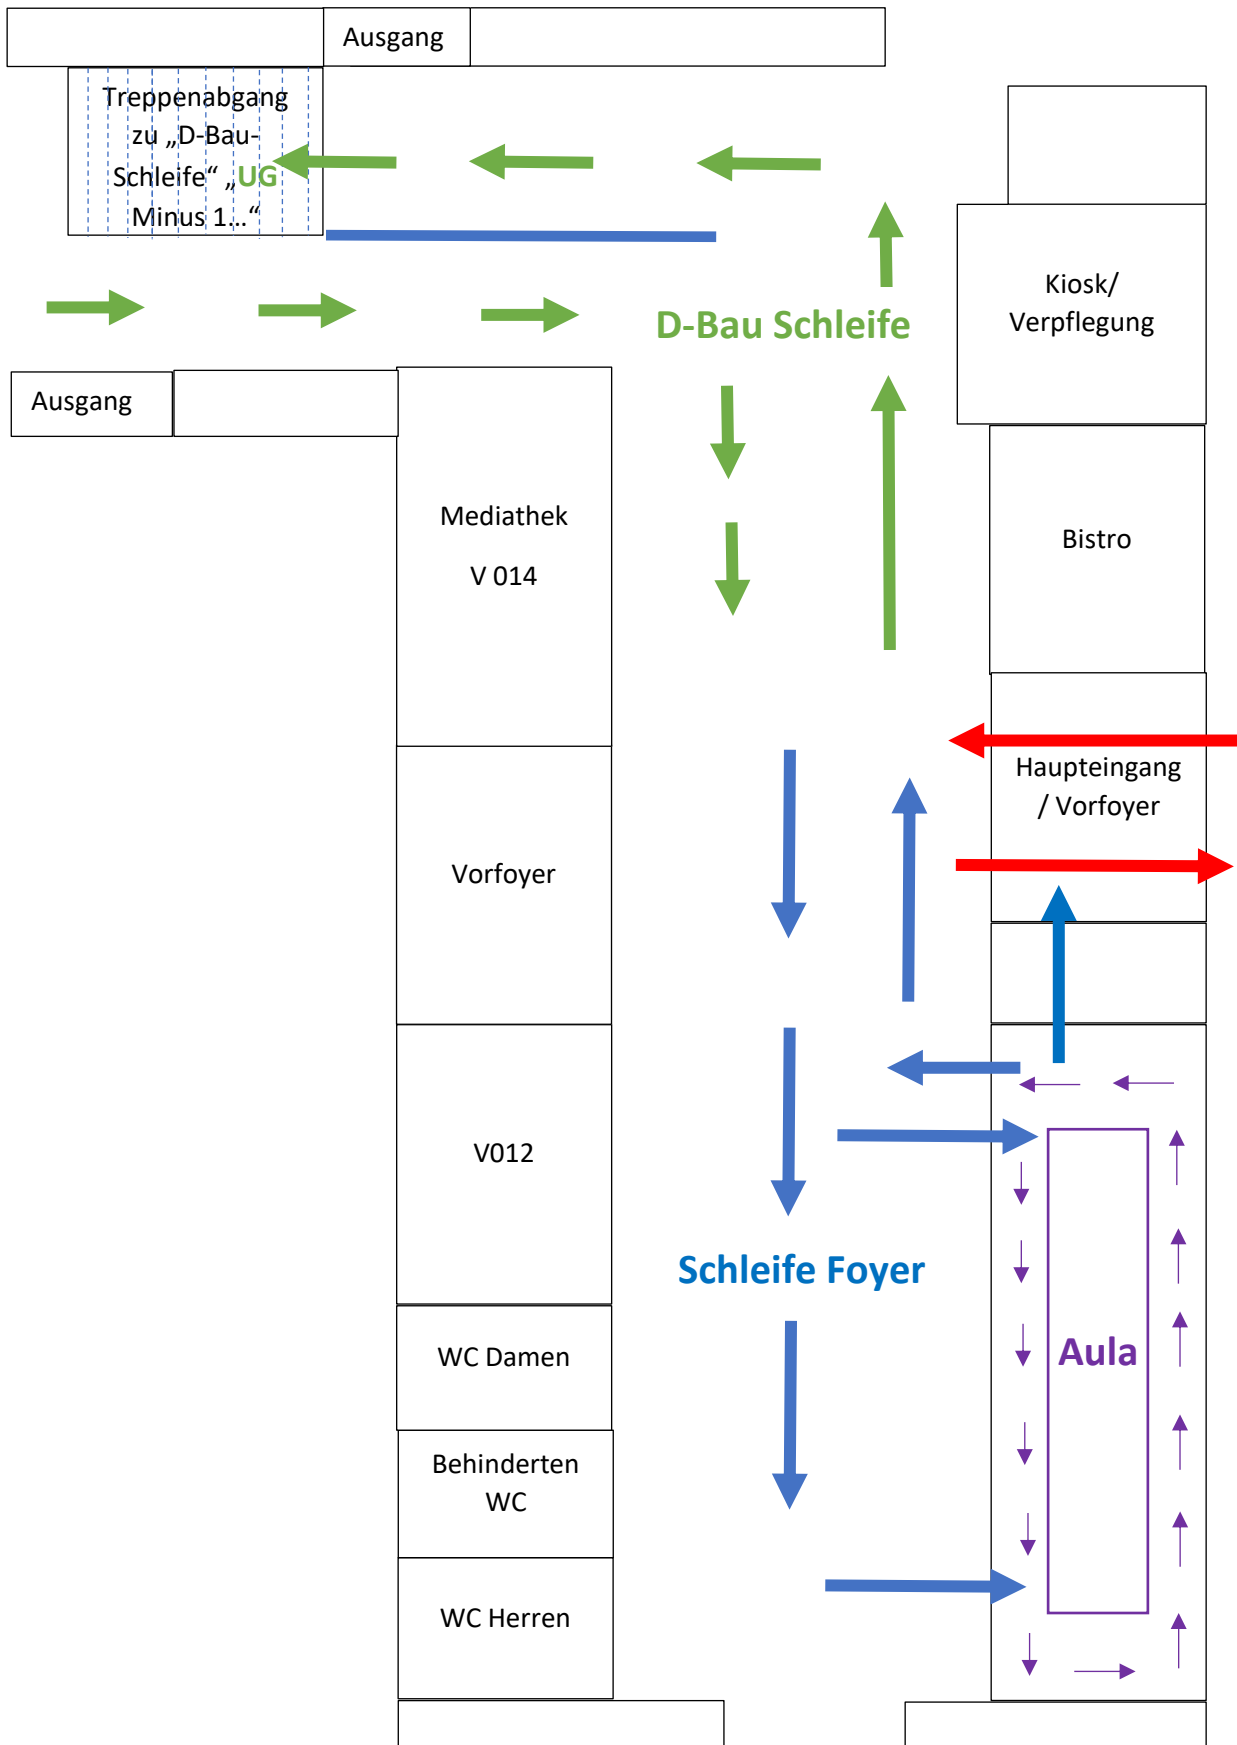 Ausgang
Treppenabgang
zu „D-Bau-
Schleife“ „UG
Minus 1…“
Kiosk/
Verpflegung
D-Bau Schleife
Ausgang
Mediathek
V 014
Bistro
Haupteingang
/ Vorfoyer
Vorfoyer
V012
Schleife Foyer
Aula
WC Damen
Behinderten
WC
WC Herren